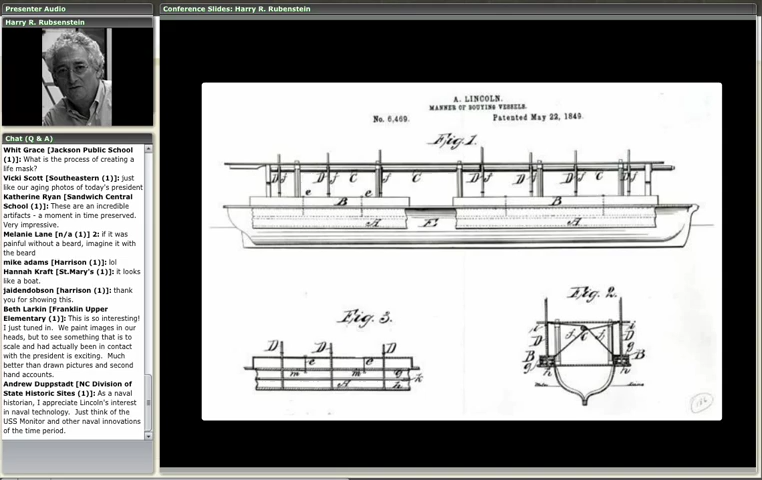 Presenter Audio
Harry R. Rubsenstein
Chat (Q & A)
Whit Grace [Jackson Public School
(1)]: What is the process of creating a
life mask?
Vicki Scott [Southeastern (1)]: just
like our aging photos of today's president
Katherine Ryan [Sandwich Central
School (1)]: These are an incredible
artifacts - a moment in time preserved.
Very impressive.
Melanie Lane [n/a (1)] 2: if it was
painful without a beard, imagine it with
the beard
mike adams [Harrison (1)]: lol
Hannah Kraft [St.Mary's (1)]: it looks
like a boat.
jaidendobson [harrison (1)]: thank
you for showing this.
Beth Larkin [Franklin Upper
Elementary (1)]: This is so interesting!
I just tuned in.  We paint images in our
heads, but to see something that is to
scale and had actually been in contact
with the president is exciting.  Much
better than drawn pictures and second
hand accounts.
Andrew Duppstadt [NC Division of
State Historic Sites (1)]: As a naval
historian, I appreciate Lincoln's interest
in naval technology.  Just think of the
USS Monitor and other naval innovations
of the time period.
Conference Slides: Harry R. Rubenstein
A. LINCOLN.
MANNER OF BOUYING VESSELS.
No. 6,469.
Patented May 22, 1849.
Fig. 1.
D f D f C D f C D f D f D f C D f
e e
B B
A E A
Fig. 3.
D D D
e e
m m g k
A h
Fig. 2.
i C i
D f f D
g
B B
g h h